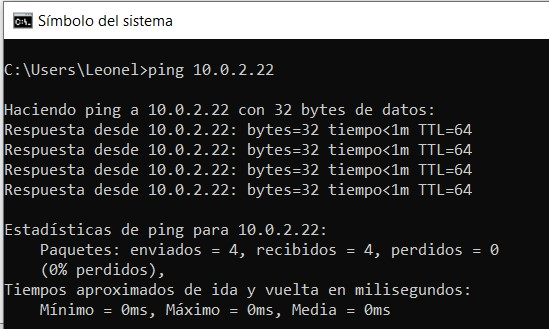 Símbolo del sistema
C:\Users\Leonel>ping 10.0.2.22
Haciendo ping a 10.0.2.22 con 32 bytes de datos:
Respuesta desde 10.0.2.22: bytes=32 tiempo<1m TTL=64
Respuesta desde 10.0.2.22: bytes=32 tiempo<1m TTL=64
Respuesta desde 10.0.2.22: bytes=32 tiempo<1m TTL=64
Respuesta desde 10.0.2.22: bytes=32 tiempo<1m TTL=64
Estadísticas de ping para 10.0.2.22:
Paquetes: enviados = 4, recibidos = 4, perdidos = 0
(0% perdidos),
Tiempos aproximados de ida y vuelta en milisegundos:
Mínimo = 0ms, Máximo = 0ms, Media = 0ms